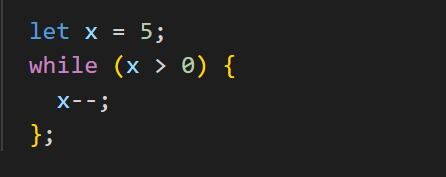 let x = 5;
while (x > 0) {
  x--;
};